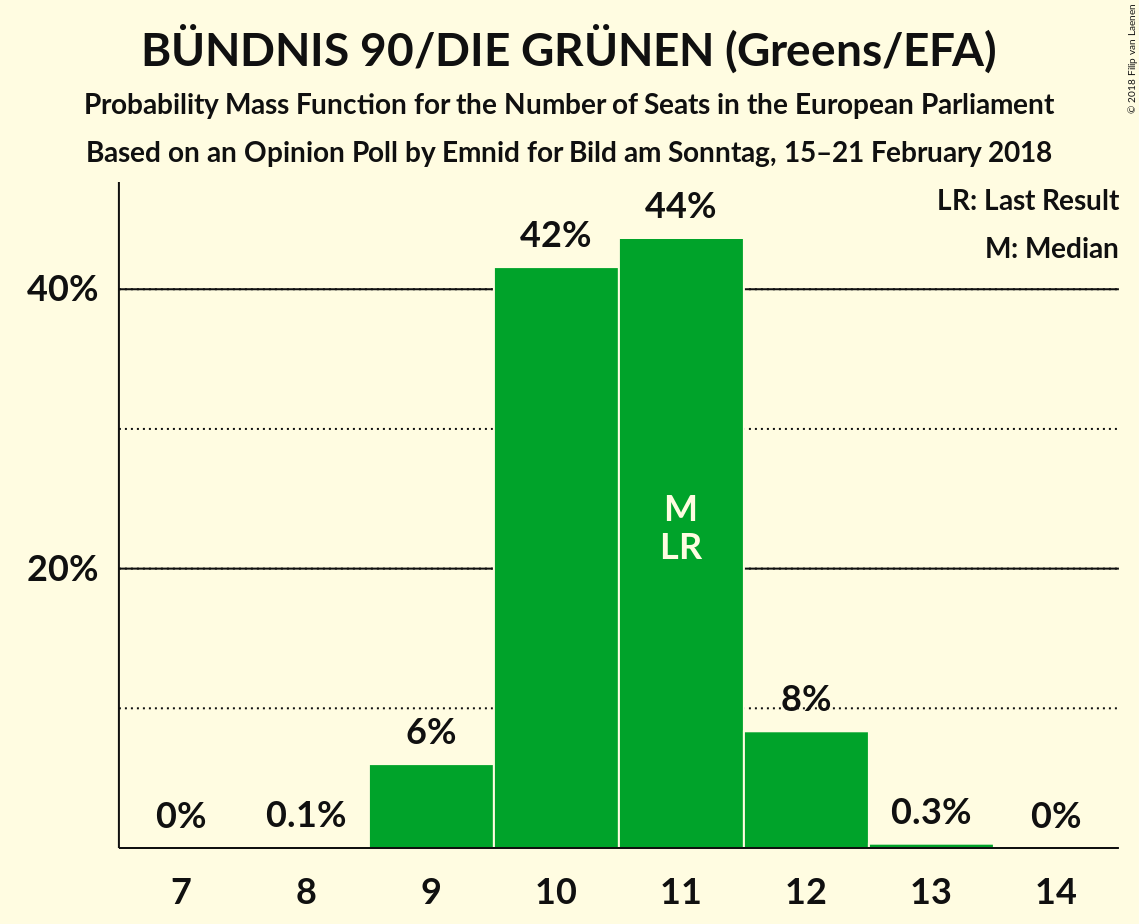 BÜNDNIS 90/DIE GRÜNEN (Greens/EFA)
Probability Mass Function for the Number of Seats in the European Parliament
Based on an Opinion Poll by Emnid for Bild am Sonntag, 15–21 February 2018
© 2018 Filip van Laenen
LR: Last Result
M: Median
40%
20%
0%
0.1%
6%
42%
44%
8%
0.3%
0%
M
LR
7
8
9
10
11
12
13
14